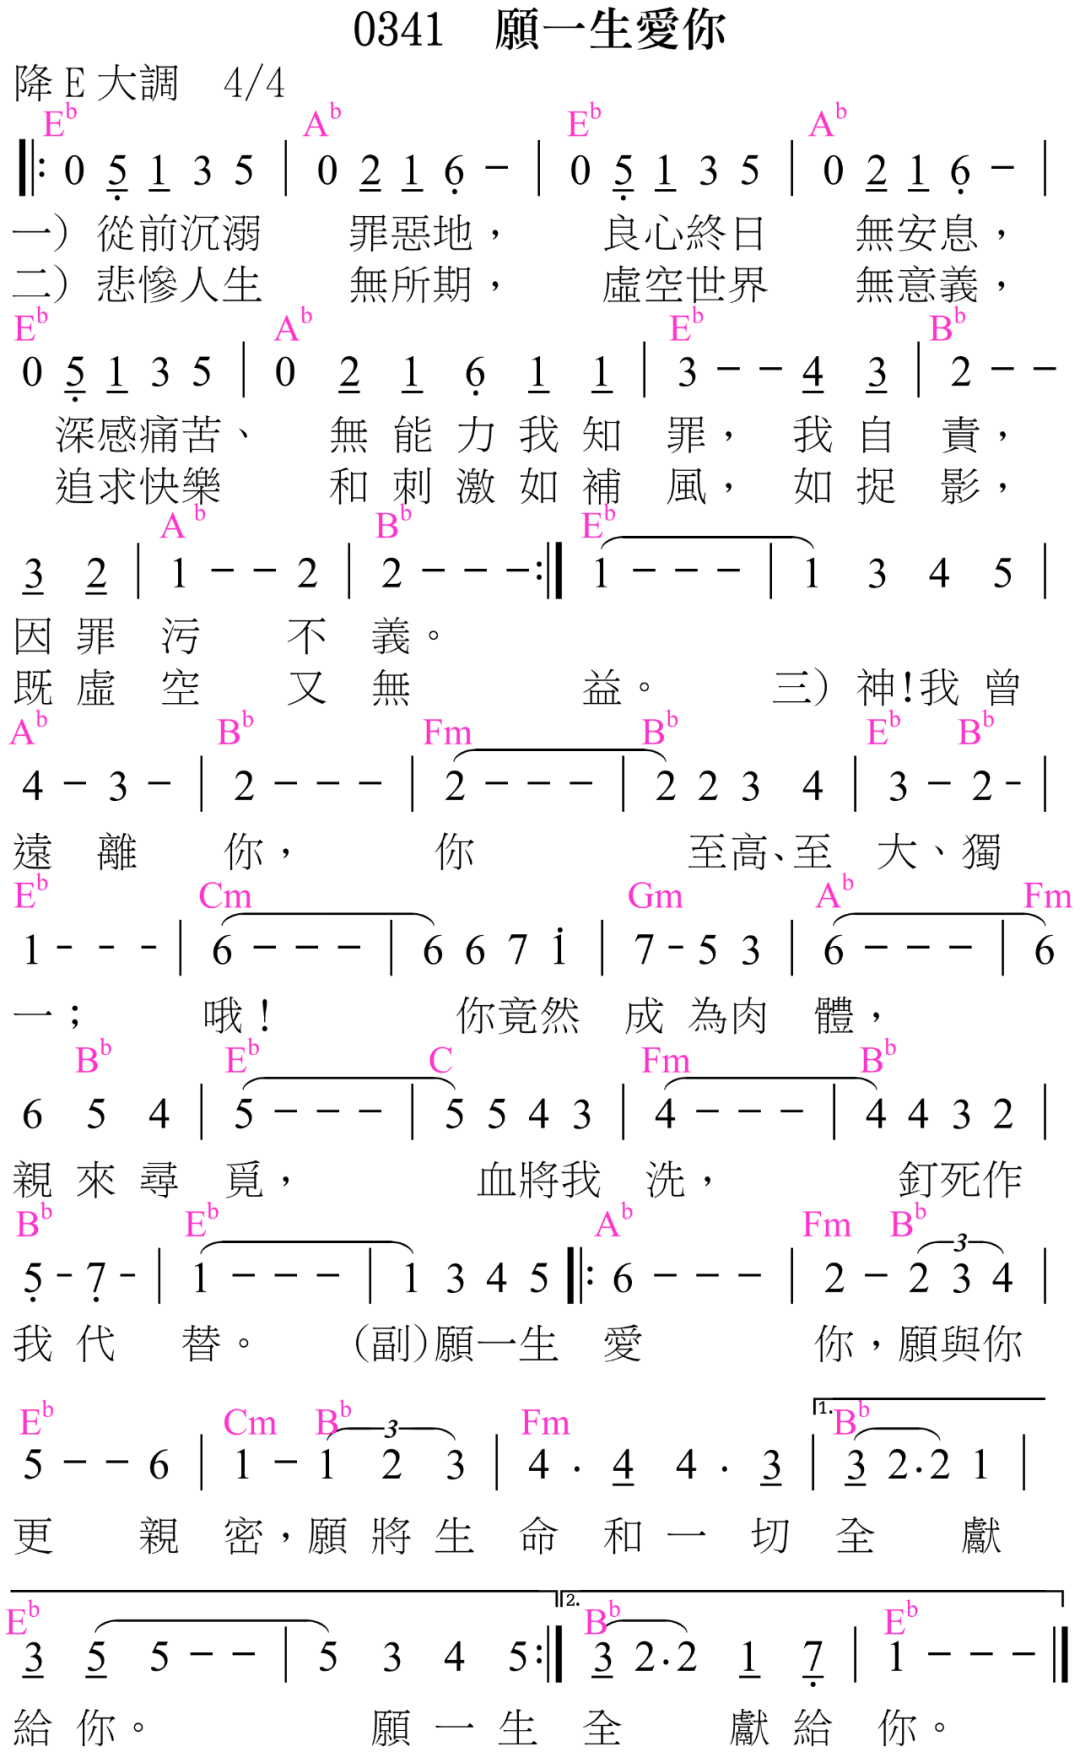 0341 願一生愛你
降E大調 4/4
E♭ A♭ E♭ A♭
‖: 0 5̣ 1 3 5 | 0 2 1 6̣ – | 0 5̣ 1 3 5 | 0 2 1 6̣ – |
一) 從前沉溺 罪惡地， 良心終日 無安息，
二) 悲慘人生 無所期， 虛空世界 無意義，
E♭ A♭ E♭ B♭
0 5̣ 1 3 5 | 0 2 1 6̣ 1 1 | 3 – – 4 3 | 2 – –
深感痛苦、 無能力我知 罪， 我自 責，
追求快樂 和刺激如補 風， 如捉 影，
A♭ B♭ E♭
3 2 | 1 – – 2 | 2 – – – :‖ 1 – – – | 1 3 4 5 |
因罪 污 不 義。
既虛 空 又 無 益。 三) 神!我 曾
A♭ B♭ Fm B♭ E♭ B♭
4 – 3 – | 2 – – – | 2 – – – | 2 2 3 4 | 3 – 2 – |
遠 離 你， 你 至高、至 大、獨
E♭ Cm Gm A♭ Fm
1 – – – | 6 – – – | 6 6 7 1̇ | 7 – 5 3 | 6 – – – | 6
一； 哦！ 你竟然 成 為肉 體，
B♭ E♭ C Fm B♭
6 5 4 | 5 – – – | 5 5 4 3 | 4 – – – | 4 4 3 2 |
親 來 尋 覓， 血將我 洗， 釘死作
B♭ E♭ A♭ Fm B♭
5̣ – 7̣ – | 1 – – – | 1 3 4 5 ‖: 6 – – – | 2 – 2 3 4 | 3
我 代 替。 (副)願一生 愛 你，願與你
E♭ Cm B♭ Fm 1. B♭
5 – – 6 | 1 – 1 2 3 | 4 . 4 4 . 3 | 3 2 . 2 1 | 3
更 親 密，願 將 生 命 和 一 切 全 獻
E♭ 2. B♭ E♭
3 5 5 – – | 5 3 4 5 :‖ 3 2 . 2 1 7̣ | 1 – – – ‖
給 你。 願 一 生 全 獻 給 你。